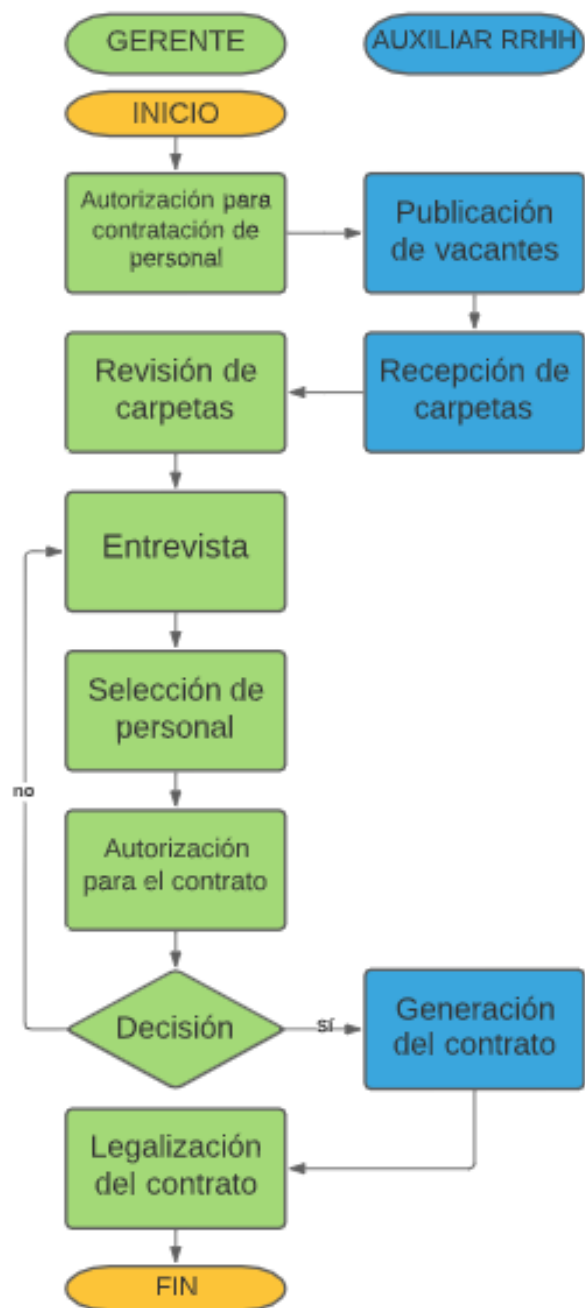 GERENTE
AUXILIAR RRHH
INICIO
Autorización para
contratación de
personal
Publicación
de vacantes
Revisión de
carpetas
Recepción de
carpetas
Entrevista
Selección de
personal
no
Autorización
para el contrato
Decisión
sí
Generación
del contrato
Legalización
del contrato
FIN